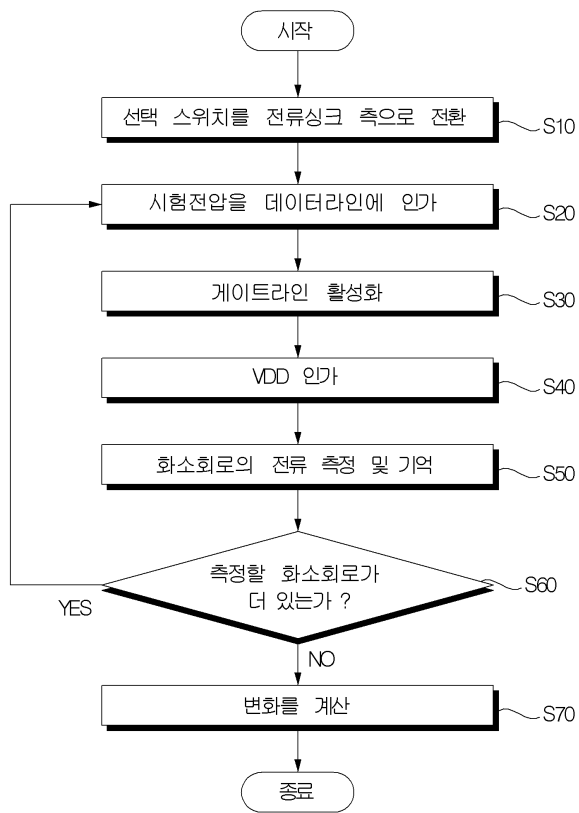 시작
선택 스위치를 전류싱크 측으로 전환
S10
시험전압을 데이터라인에 인가
S20
게이트라인 활성화
S30
VDD 인가
S40
화소회로의 전류 측정 및 기억
S50
측정할 화소회로가
더 있는가 ?
S60
YES
NO
변화를 계산
S70
종료